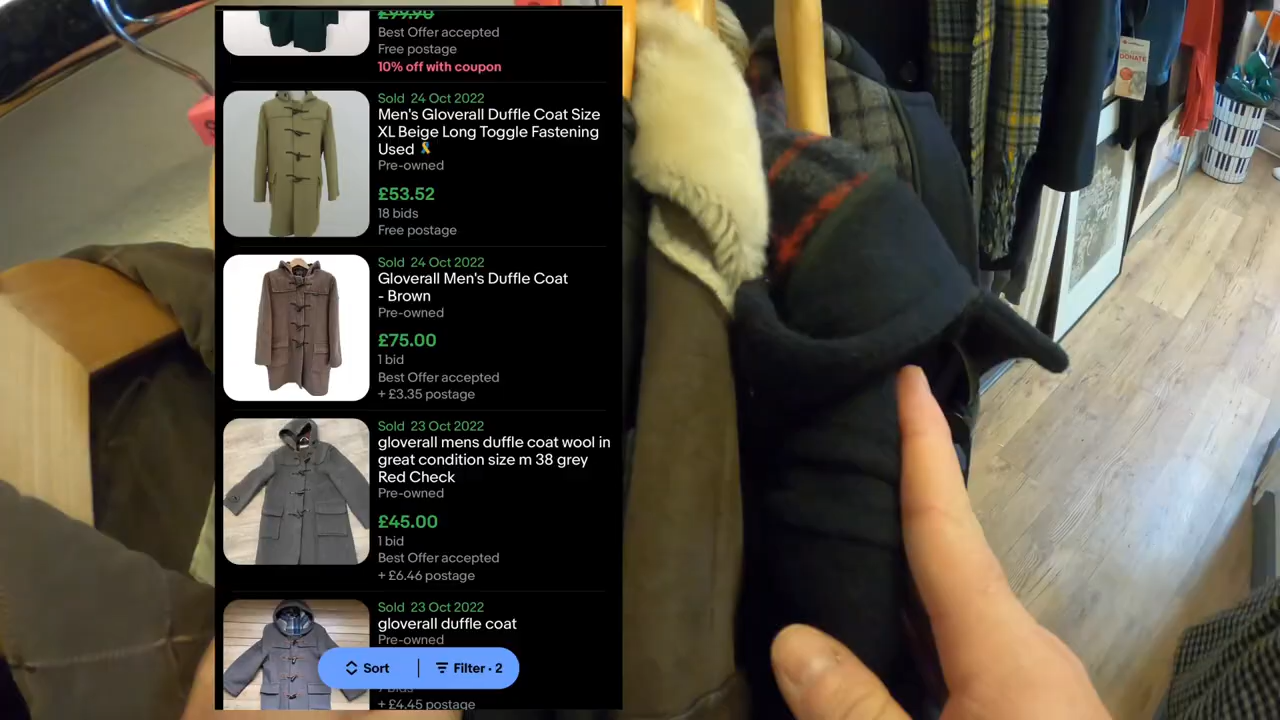 £99.90
Best Offer accepted
Free postage
10% off with coupon
Sold 24 Oct 2022
Men's Gloverall Duffle Coat Size
XL Beige Long Toggle Fastening
Used 🎗️
Pre-owned
£53.52
18 bids
Free postage
Sold 24 Oct 2022
Gloverall Men's Duffle Coat
- Brown
Pre-owned
£75.00
1 bid
Best Offer accepted
+ £3.35 postage
Sold 23 Oct 2022
gloverall mens duffle coat wool in
great condition size m 38 grey
Red Check
Pre-owned
£45.00
1 bid
Best Offer accepted
+ £6.46 postage
Sold 23 Oct 2022
gloverall duffle coat
Pre-owned
Sort
Filter · 2
7 bids
+ £4.45 postage
DONATE